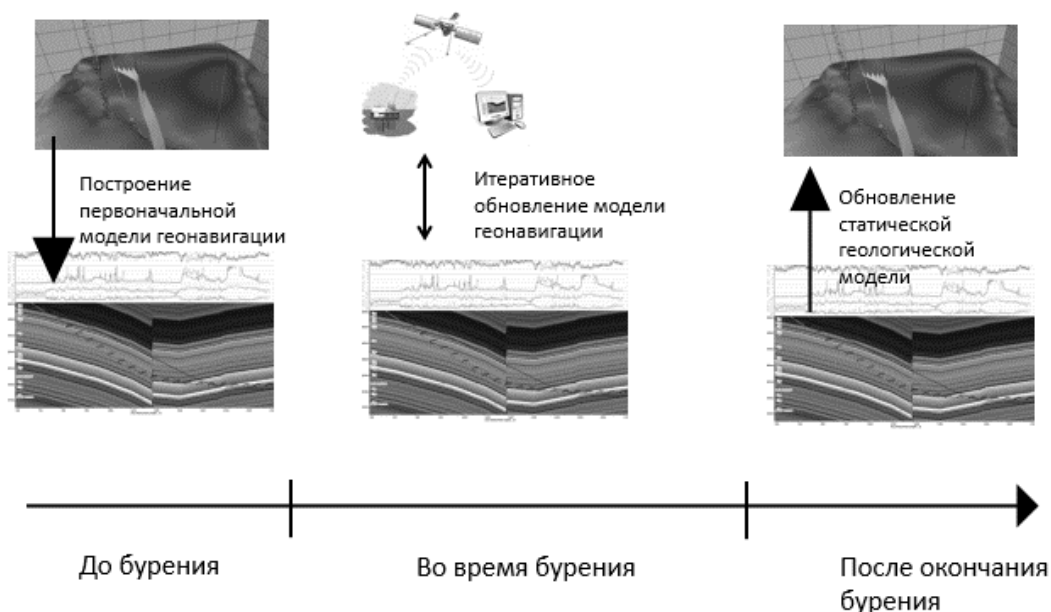 Построение
первоначальной
модели геонавигации
Итеративное
обновление модели
геонавигации
Обновление
статической
геологической
модели
До бурения
Во время бурения
После окончания
бурения